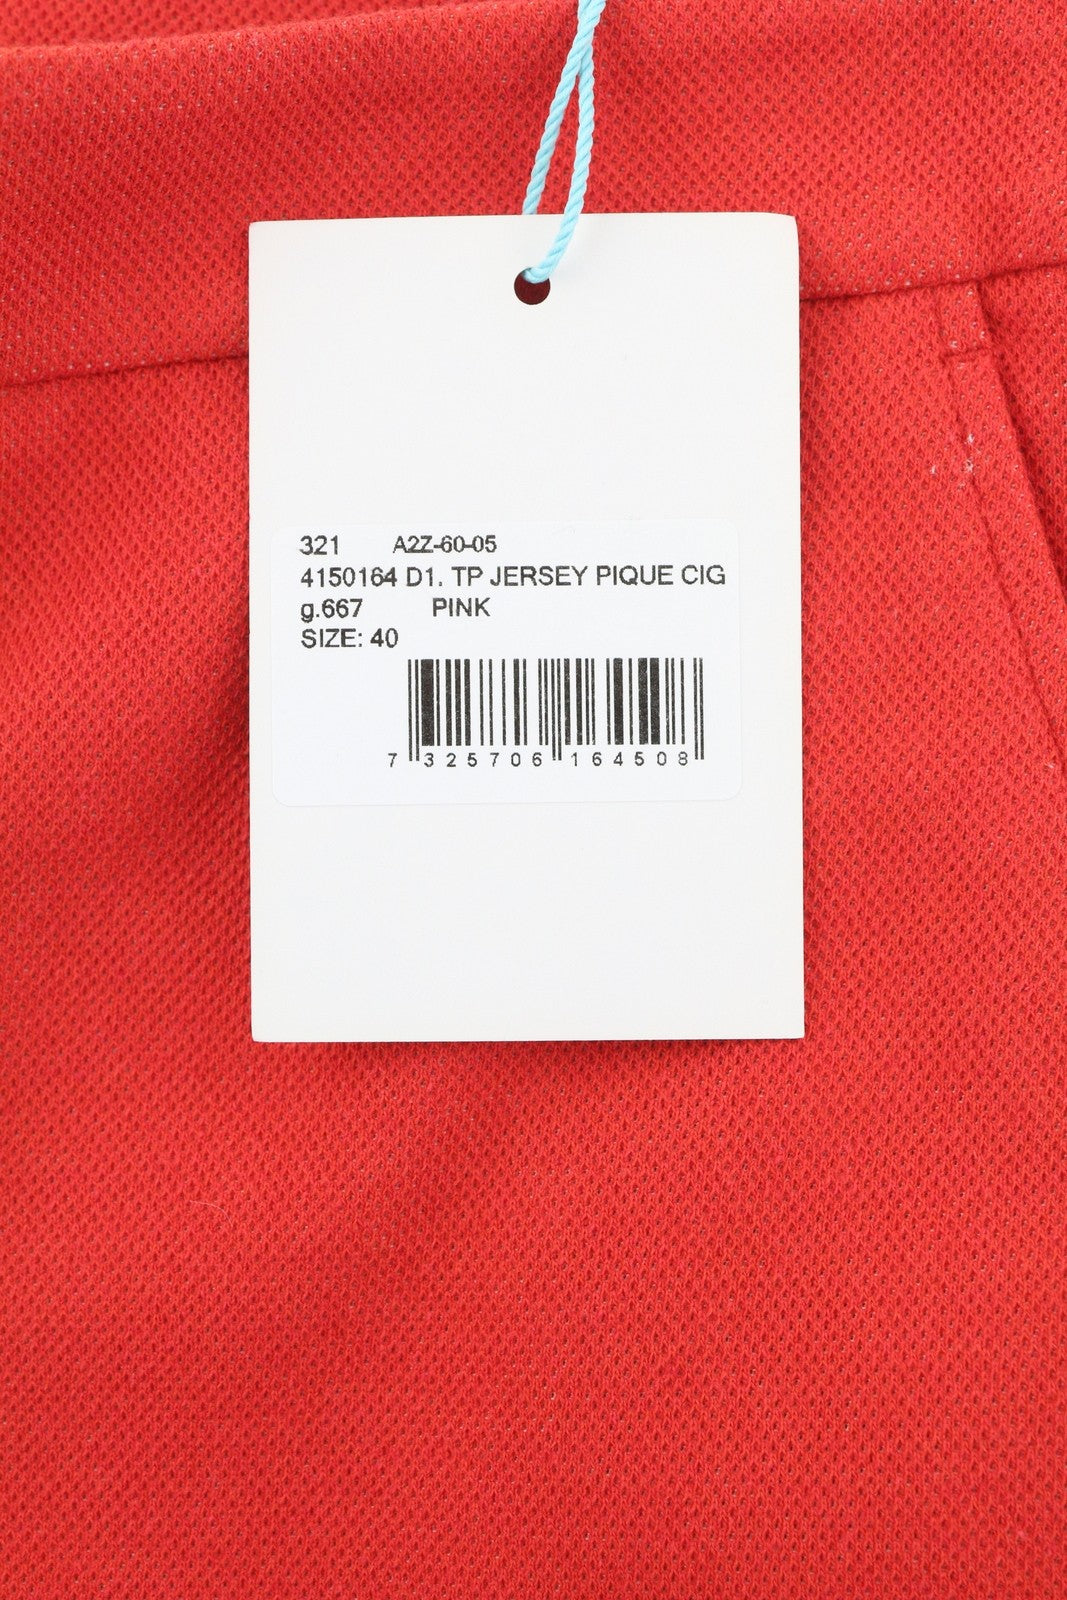 321 A2Z-60-05
4150164 D1. TP JERSEY PIQUE CIG
g.667 PINK
SIZE: 40
7 325706 164508